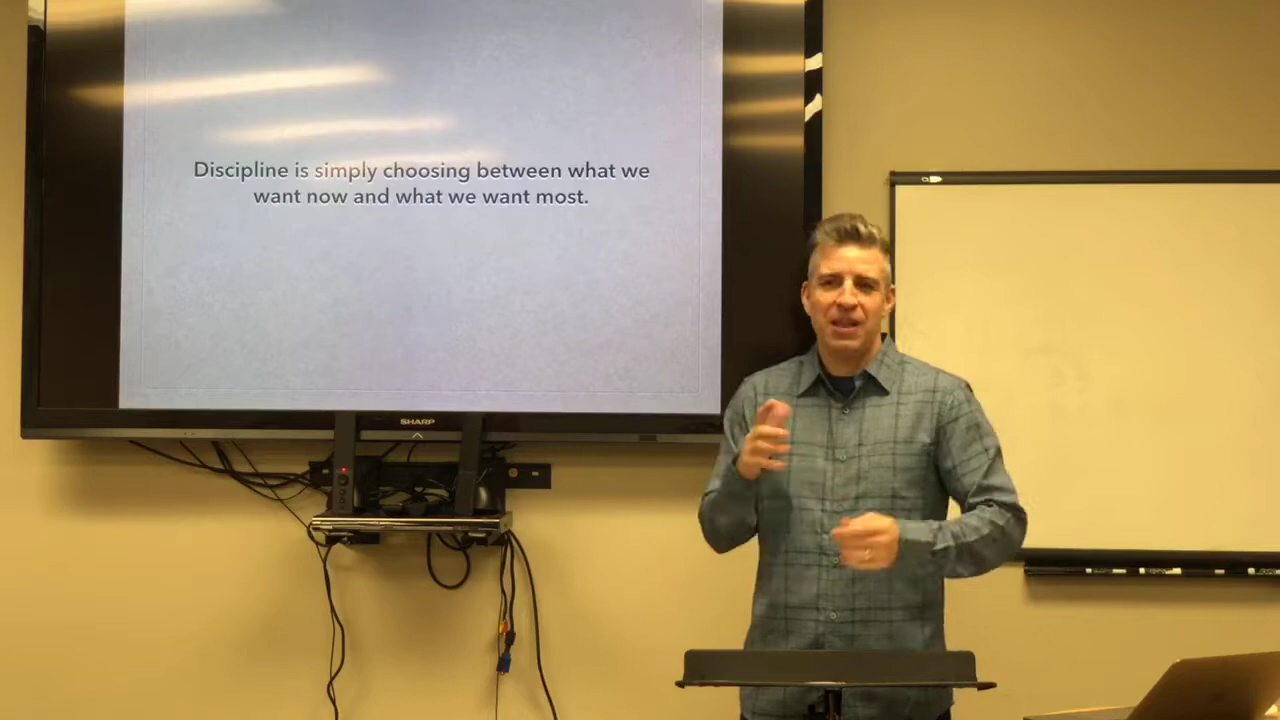 Discipline is simply choosing between what we
want now and what we want most.
SHARP